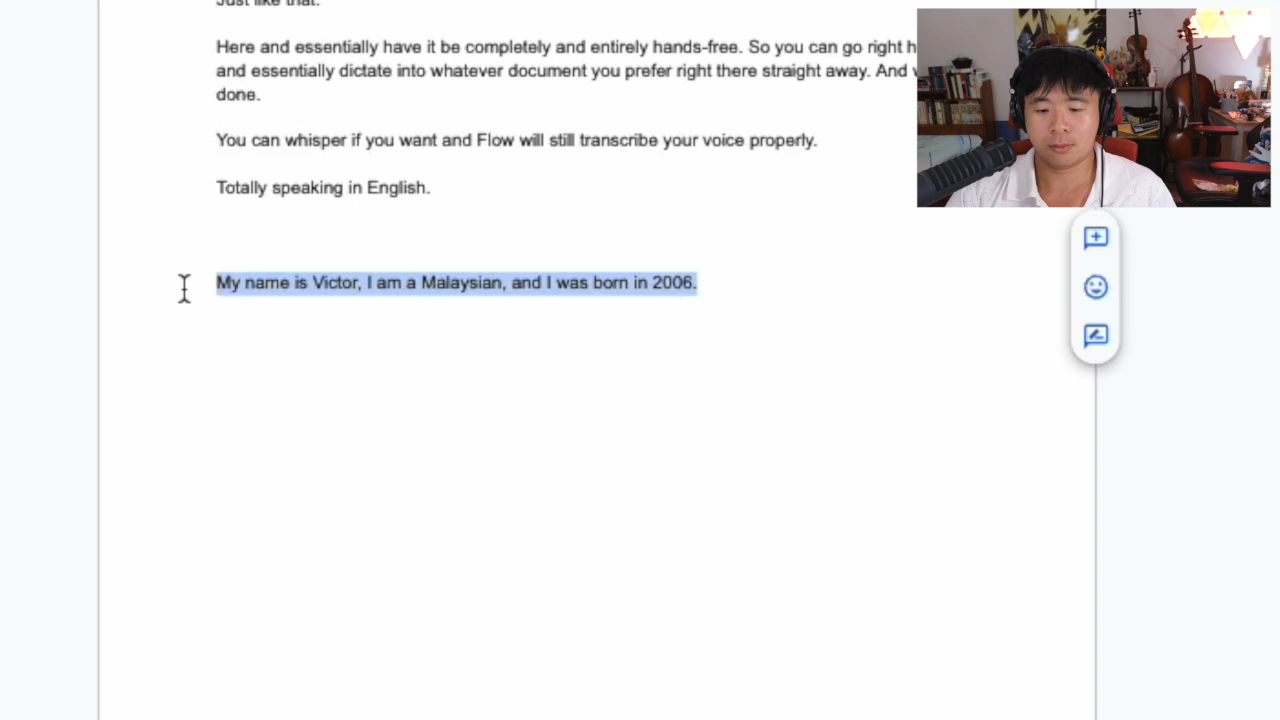 Just like that.
Here and essentially have it be completely and entirely hands-free. So you can go right
and essentially dictate into whatever document you prefer right there straight away. And
done.
You can whisper if you want and Flow will still transcribe your voice properly.
Totally speaking in English.
My name is Victor, I am a Malaysian, and I was born in 2006.